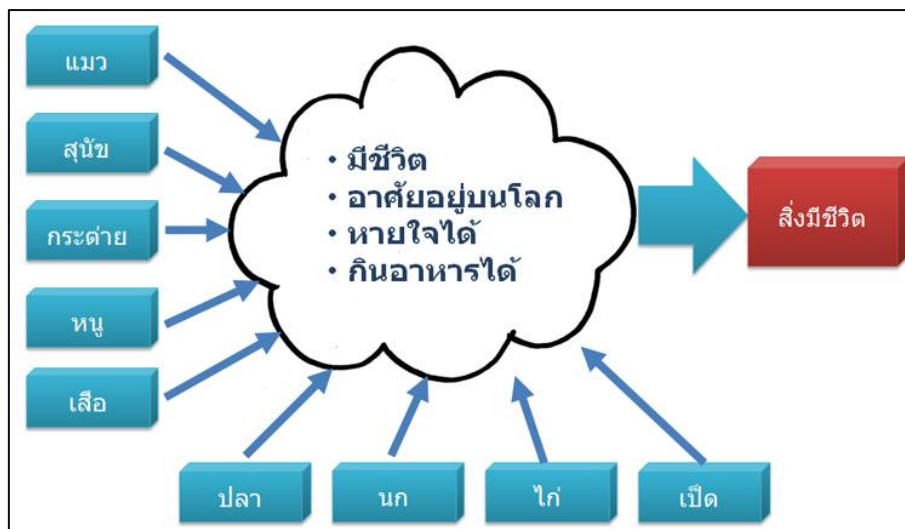 แมว
สุนัข
กระต่าย
หนู
เสือ
• มีชีวิต
• อาศัยอยู่บนโลก
• หายใจได้
• กินอาหารได้
สิ่งมีชีวิต
ปลา
นก
ไก่
เป็ด